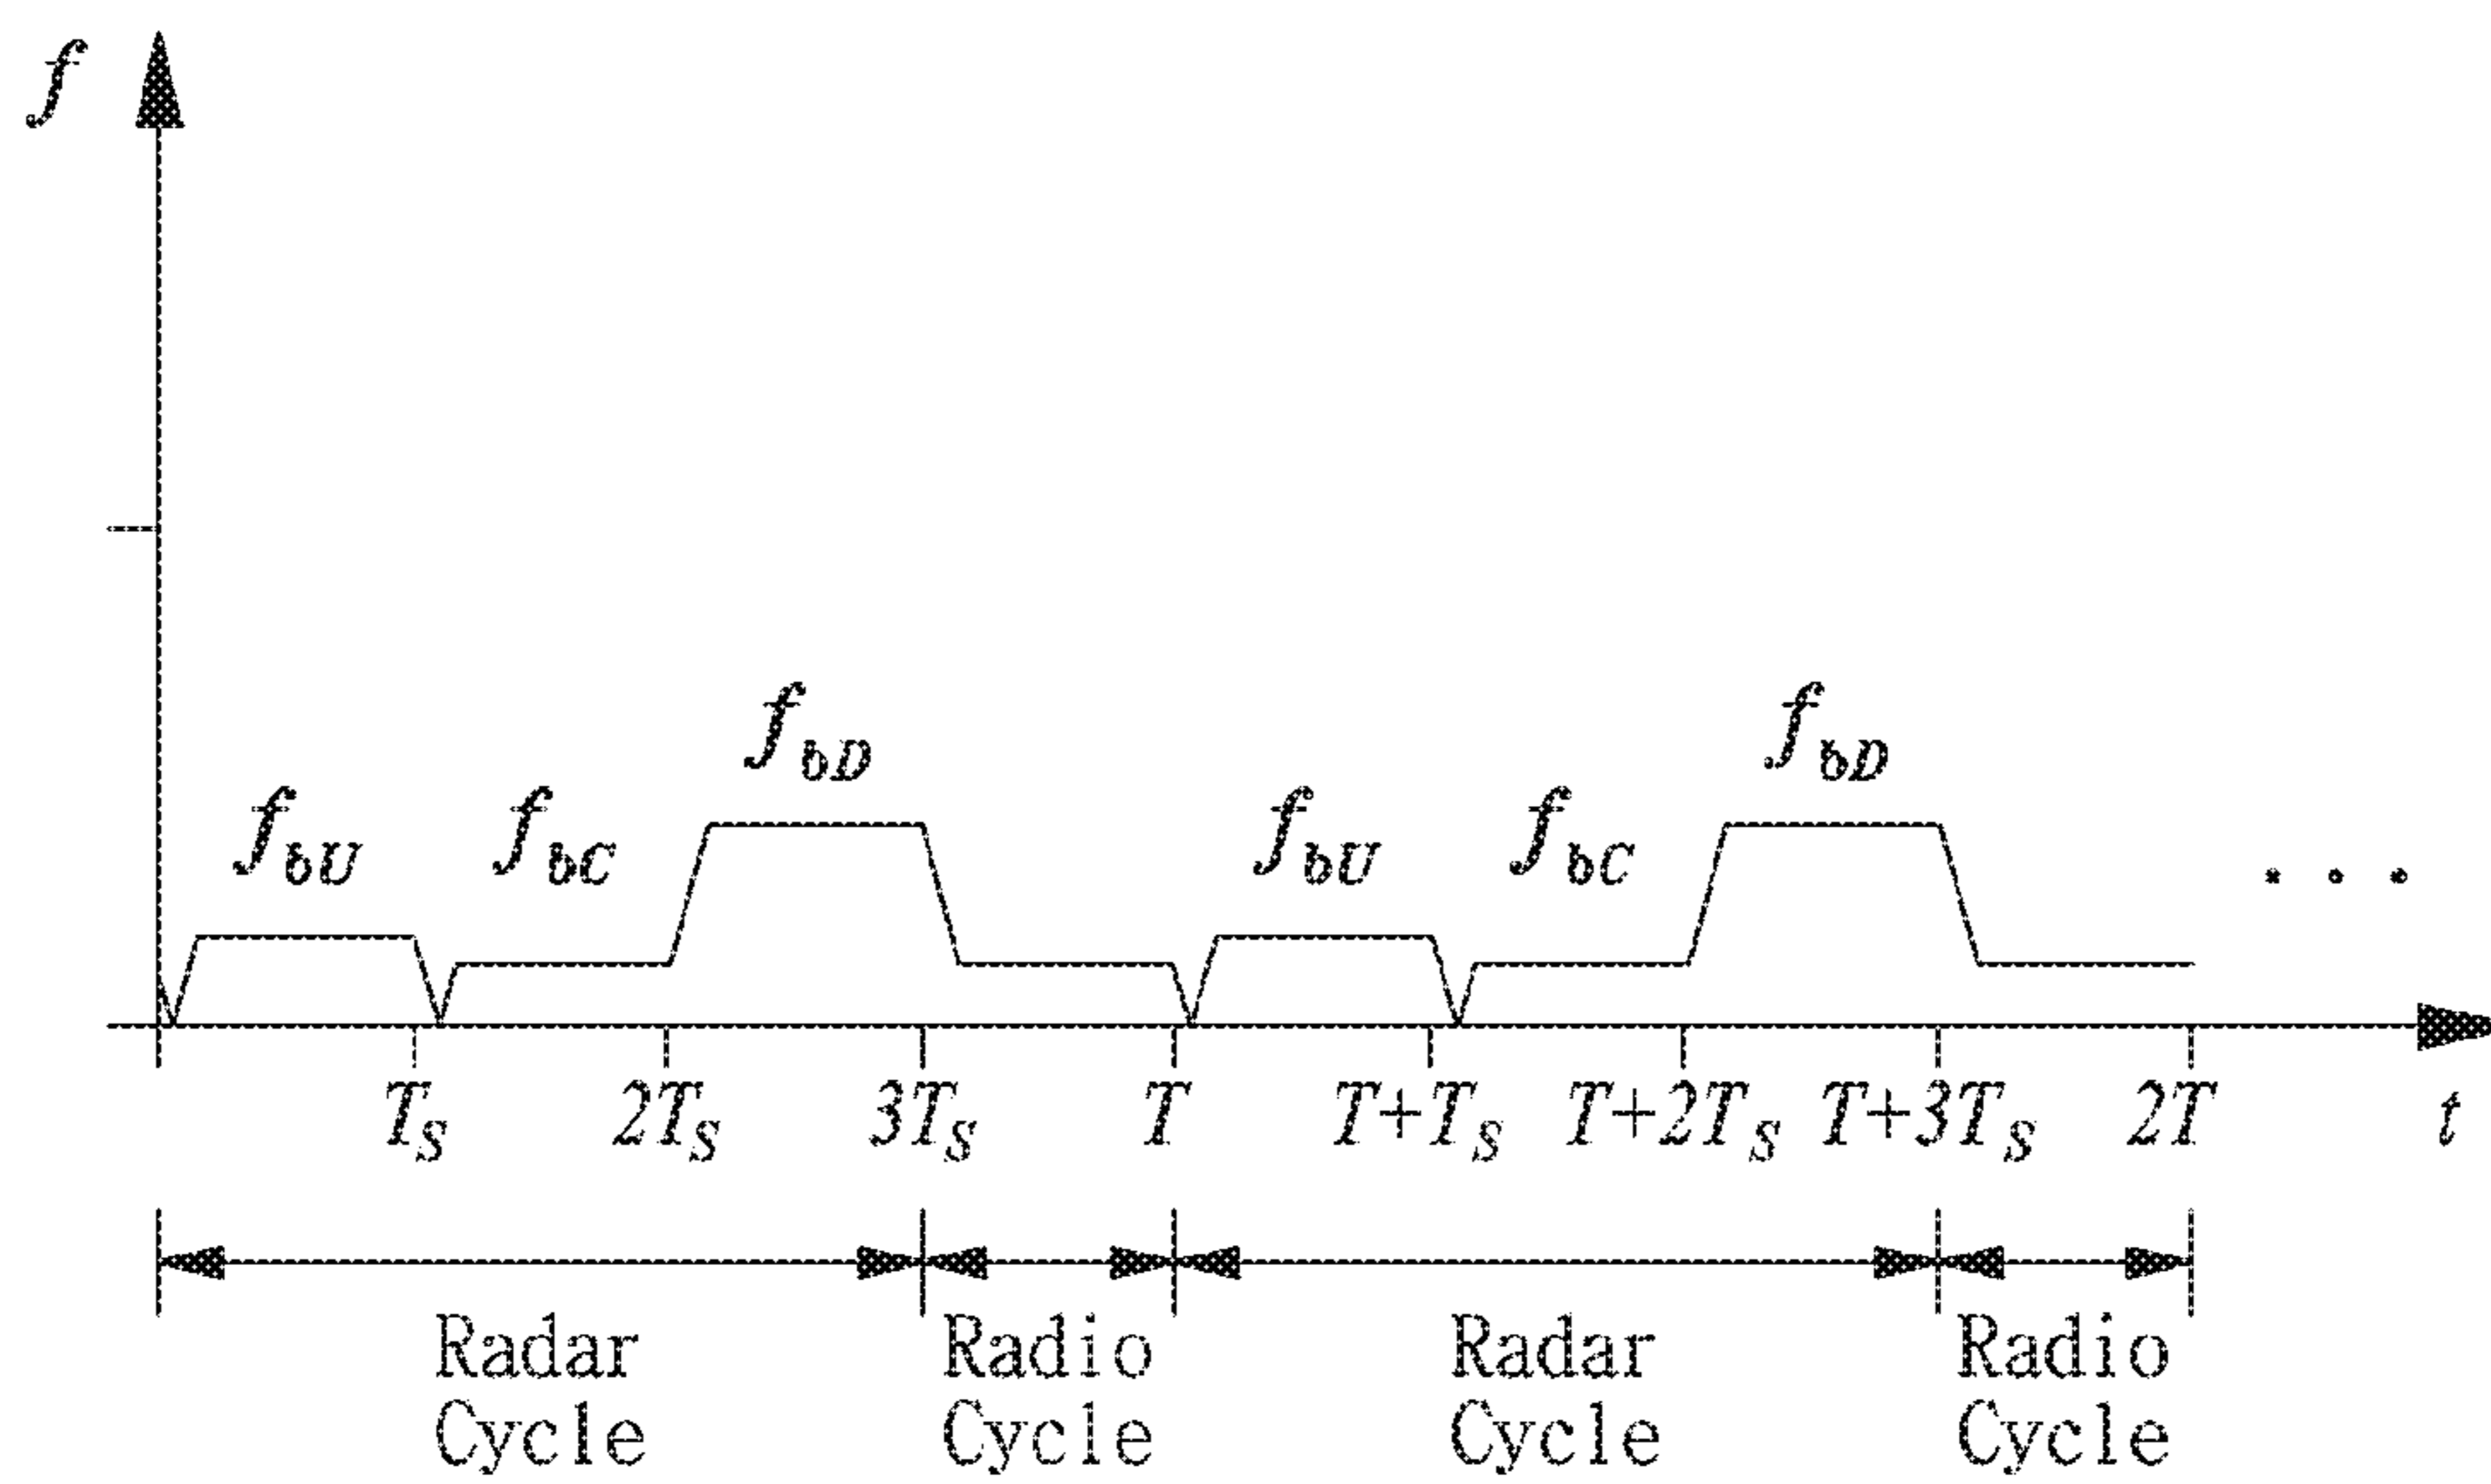 f
f_bD f_bD
f_bU f_bC f_bU f_bC . . .
T_S 2T_S 3T_S T T+T_S T+2T_S T+3T_S 2T t
Radar Radio Radar Radio
Cycle Cycle Cycle Cycle